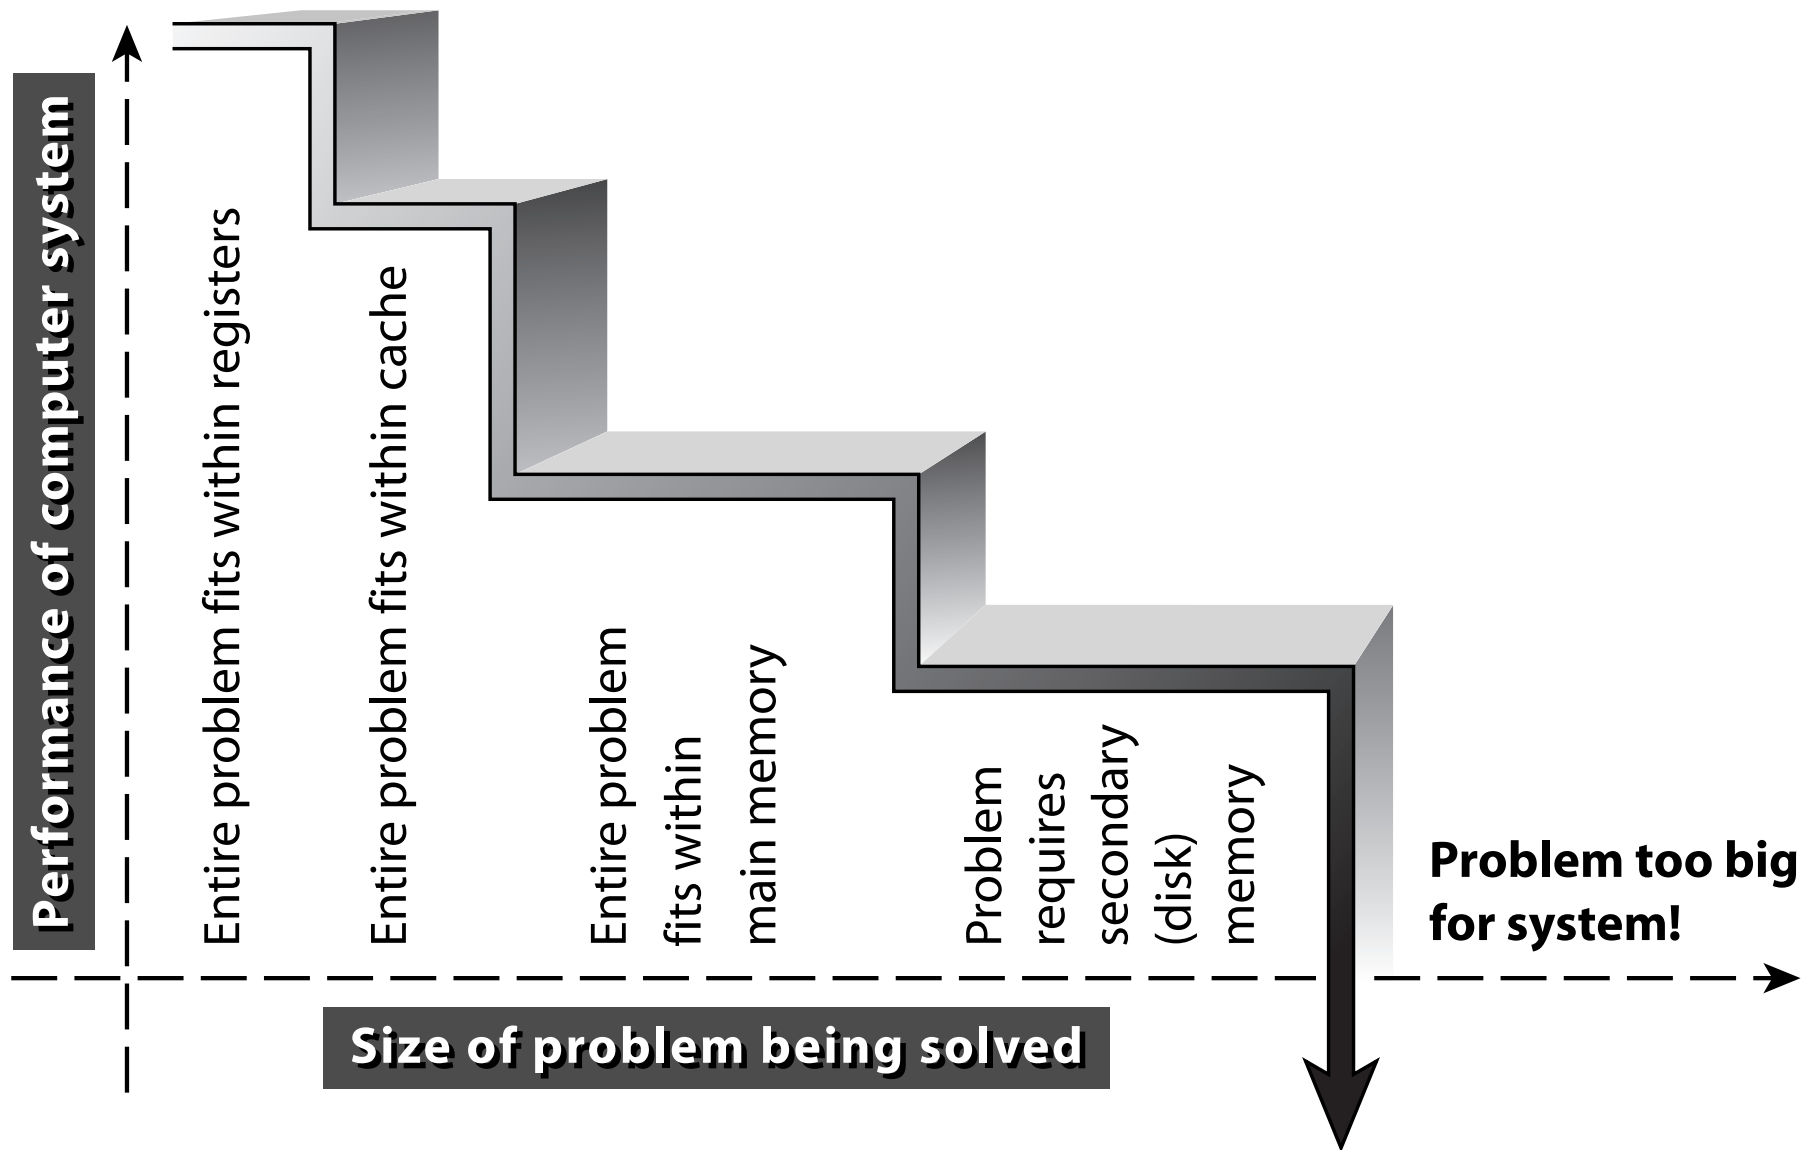 Performance of computer system
Entire problem fits within registers
Entire problem fits within cache
Entire problem
fits within
main memory
Problem
requires
secondary
(disk)
memory
Problem too big
for system!
Size of problem being solved